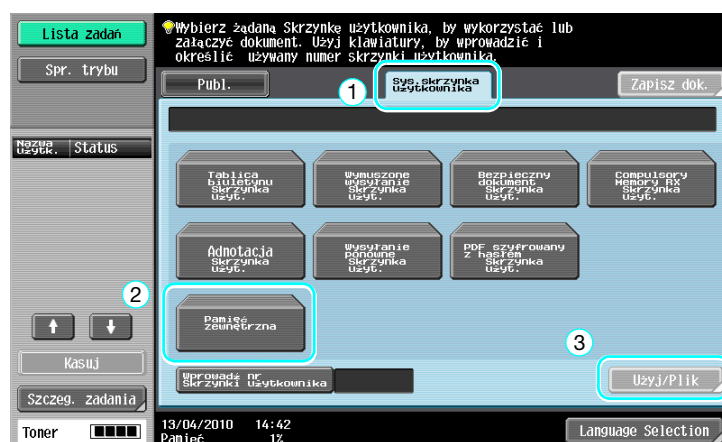 Lista zadań
Spr. trybu
Nazwa użytk. Status
Kasuj
Szczeg. zadania
Toner
Wybierz żądaną Skrzynkę użytkownika, by wykorzystać lub
załączyć dokument. Użyj klawiatury, by wprowadzić i
określić używany numer skrzynki użytkownika.
Publ.
1
Sys.skrzynka
użytkownika
Zapisz dok.
Tablica
biuletynu
Skrzynka
użyt.
Wymuszone
wysyłanie
Skrzynka
użyt.
Bezpieczny
dokument
Skrzynka
użyt.
Compulsory
Memory RX
Skrzynka
użyt.
Adnotacja
Skrzynka
użyt.
Wysyłanie
ponowne
Skrzynka
użyt.
PDF szyfrowany
z hasłem
Skrzynka
użyt.
2
Pamięć
zewnętrzna
3
Wprowadź nr
Skrzynki Użytkownika
Użyj/Plik
13/04/2010 14:42
Pamięć 1%
Language Selection